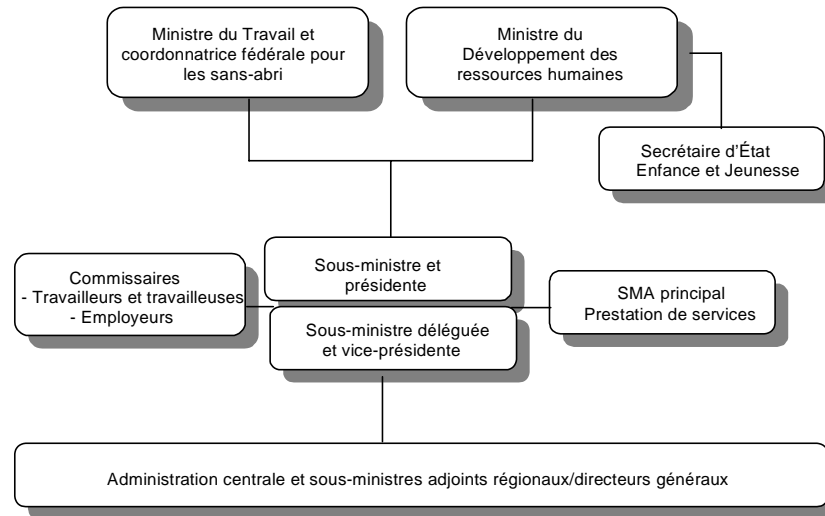 Ministre du Travail et
coordonnatrice fédérale pour
les sans-abri
Ministre du
Développement des
ressources humaines
Secrétaire d'État
Enfance et Jeunesse
Sous-ministre et
présidente
Commissaires
- Travailleurs et travailleuses
- Employeurs
SMA principal
Prestation de services
Sous-ministre déléguée
et vice-présidente
Administration centrale et sous-ministres adjoints régionaux/directeurs généraux